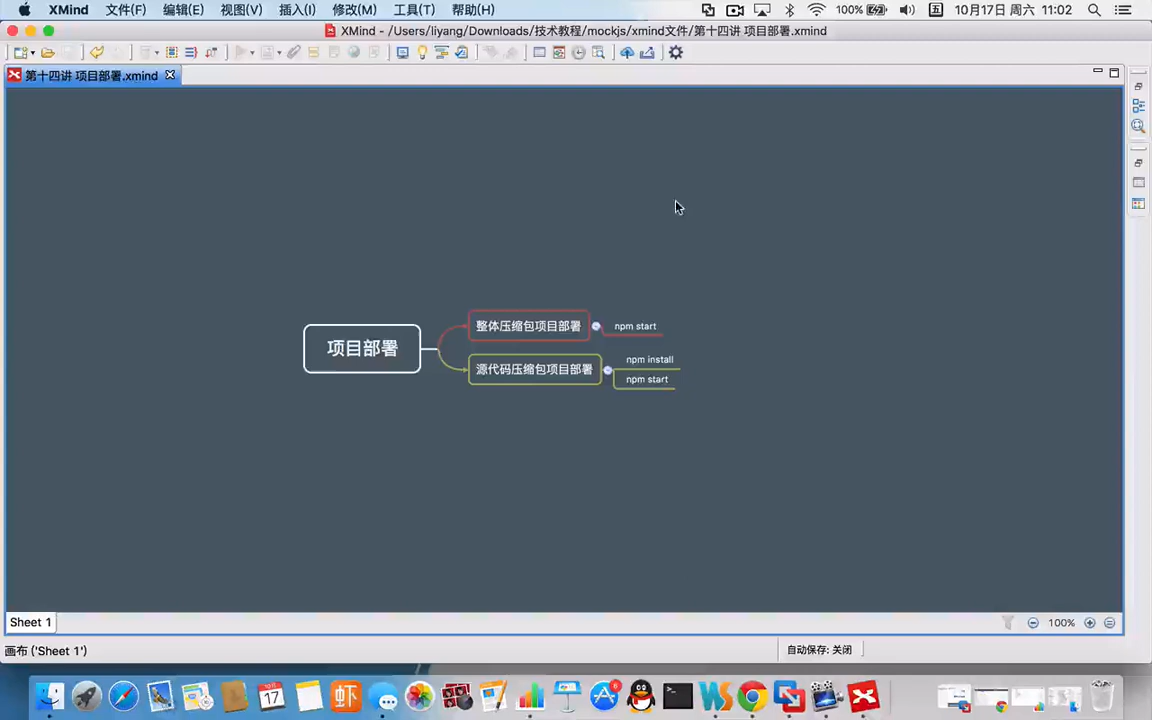 XMind 文件(F) 编辑(E) 视图(V) 插入(I) 修改(M) 工具(T) 帮助(H) 100% 五 10月17日 周六 11:02
XMind - /Users/liyang/Downloads/技术教程/mockjs/xmind文件/第十四讲 项目部署.xmind
第十四讲 项目部署.xmind
整体压缩包项目部署 npm start
项目部署
源代码压缩包项目部署
npm install
npm start
Sheet 1 100%
画布 ('Sheet 1') 自动保存: 关闭
17
虾